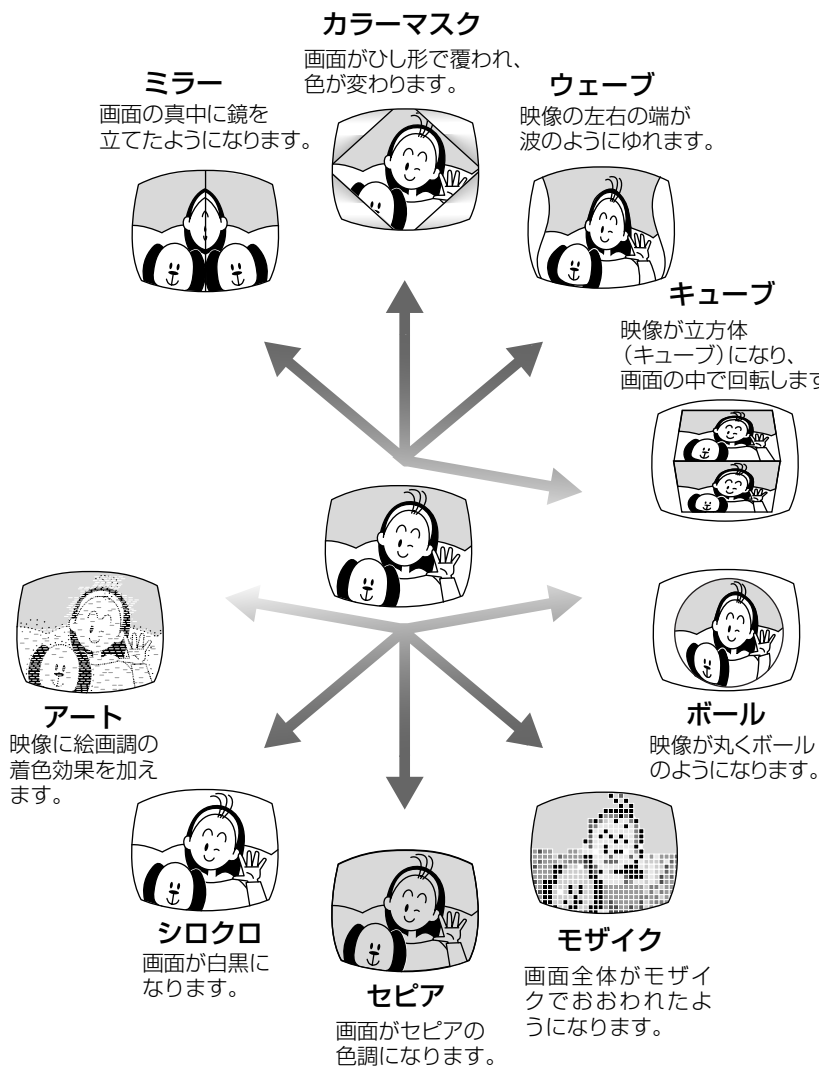 カラーマスク
画面がひし形で覆われ、
色が変わります。
ミラー
画面の真中に鏡を
立てたようになります。
ウェーブ
映像の左右の端が
波のようにゆれます。
キューブ
映像が立方体
(キューブ)になり、
画面の中で回転します
ボール
映像が丸くボール
のようになります。
アート
映像に絵画調の
着色効果を加え
ます。
シロクロ
画面が白黒に
なります。
セピア
画面がセピアの
色調になります。
モザイク
画面全体がモザイ
クでおおわれたよ
うになります。